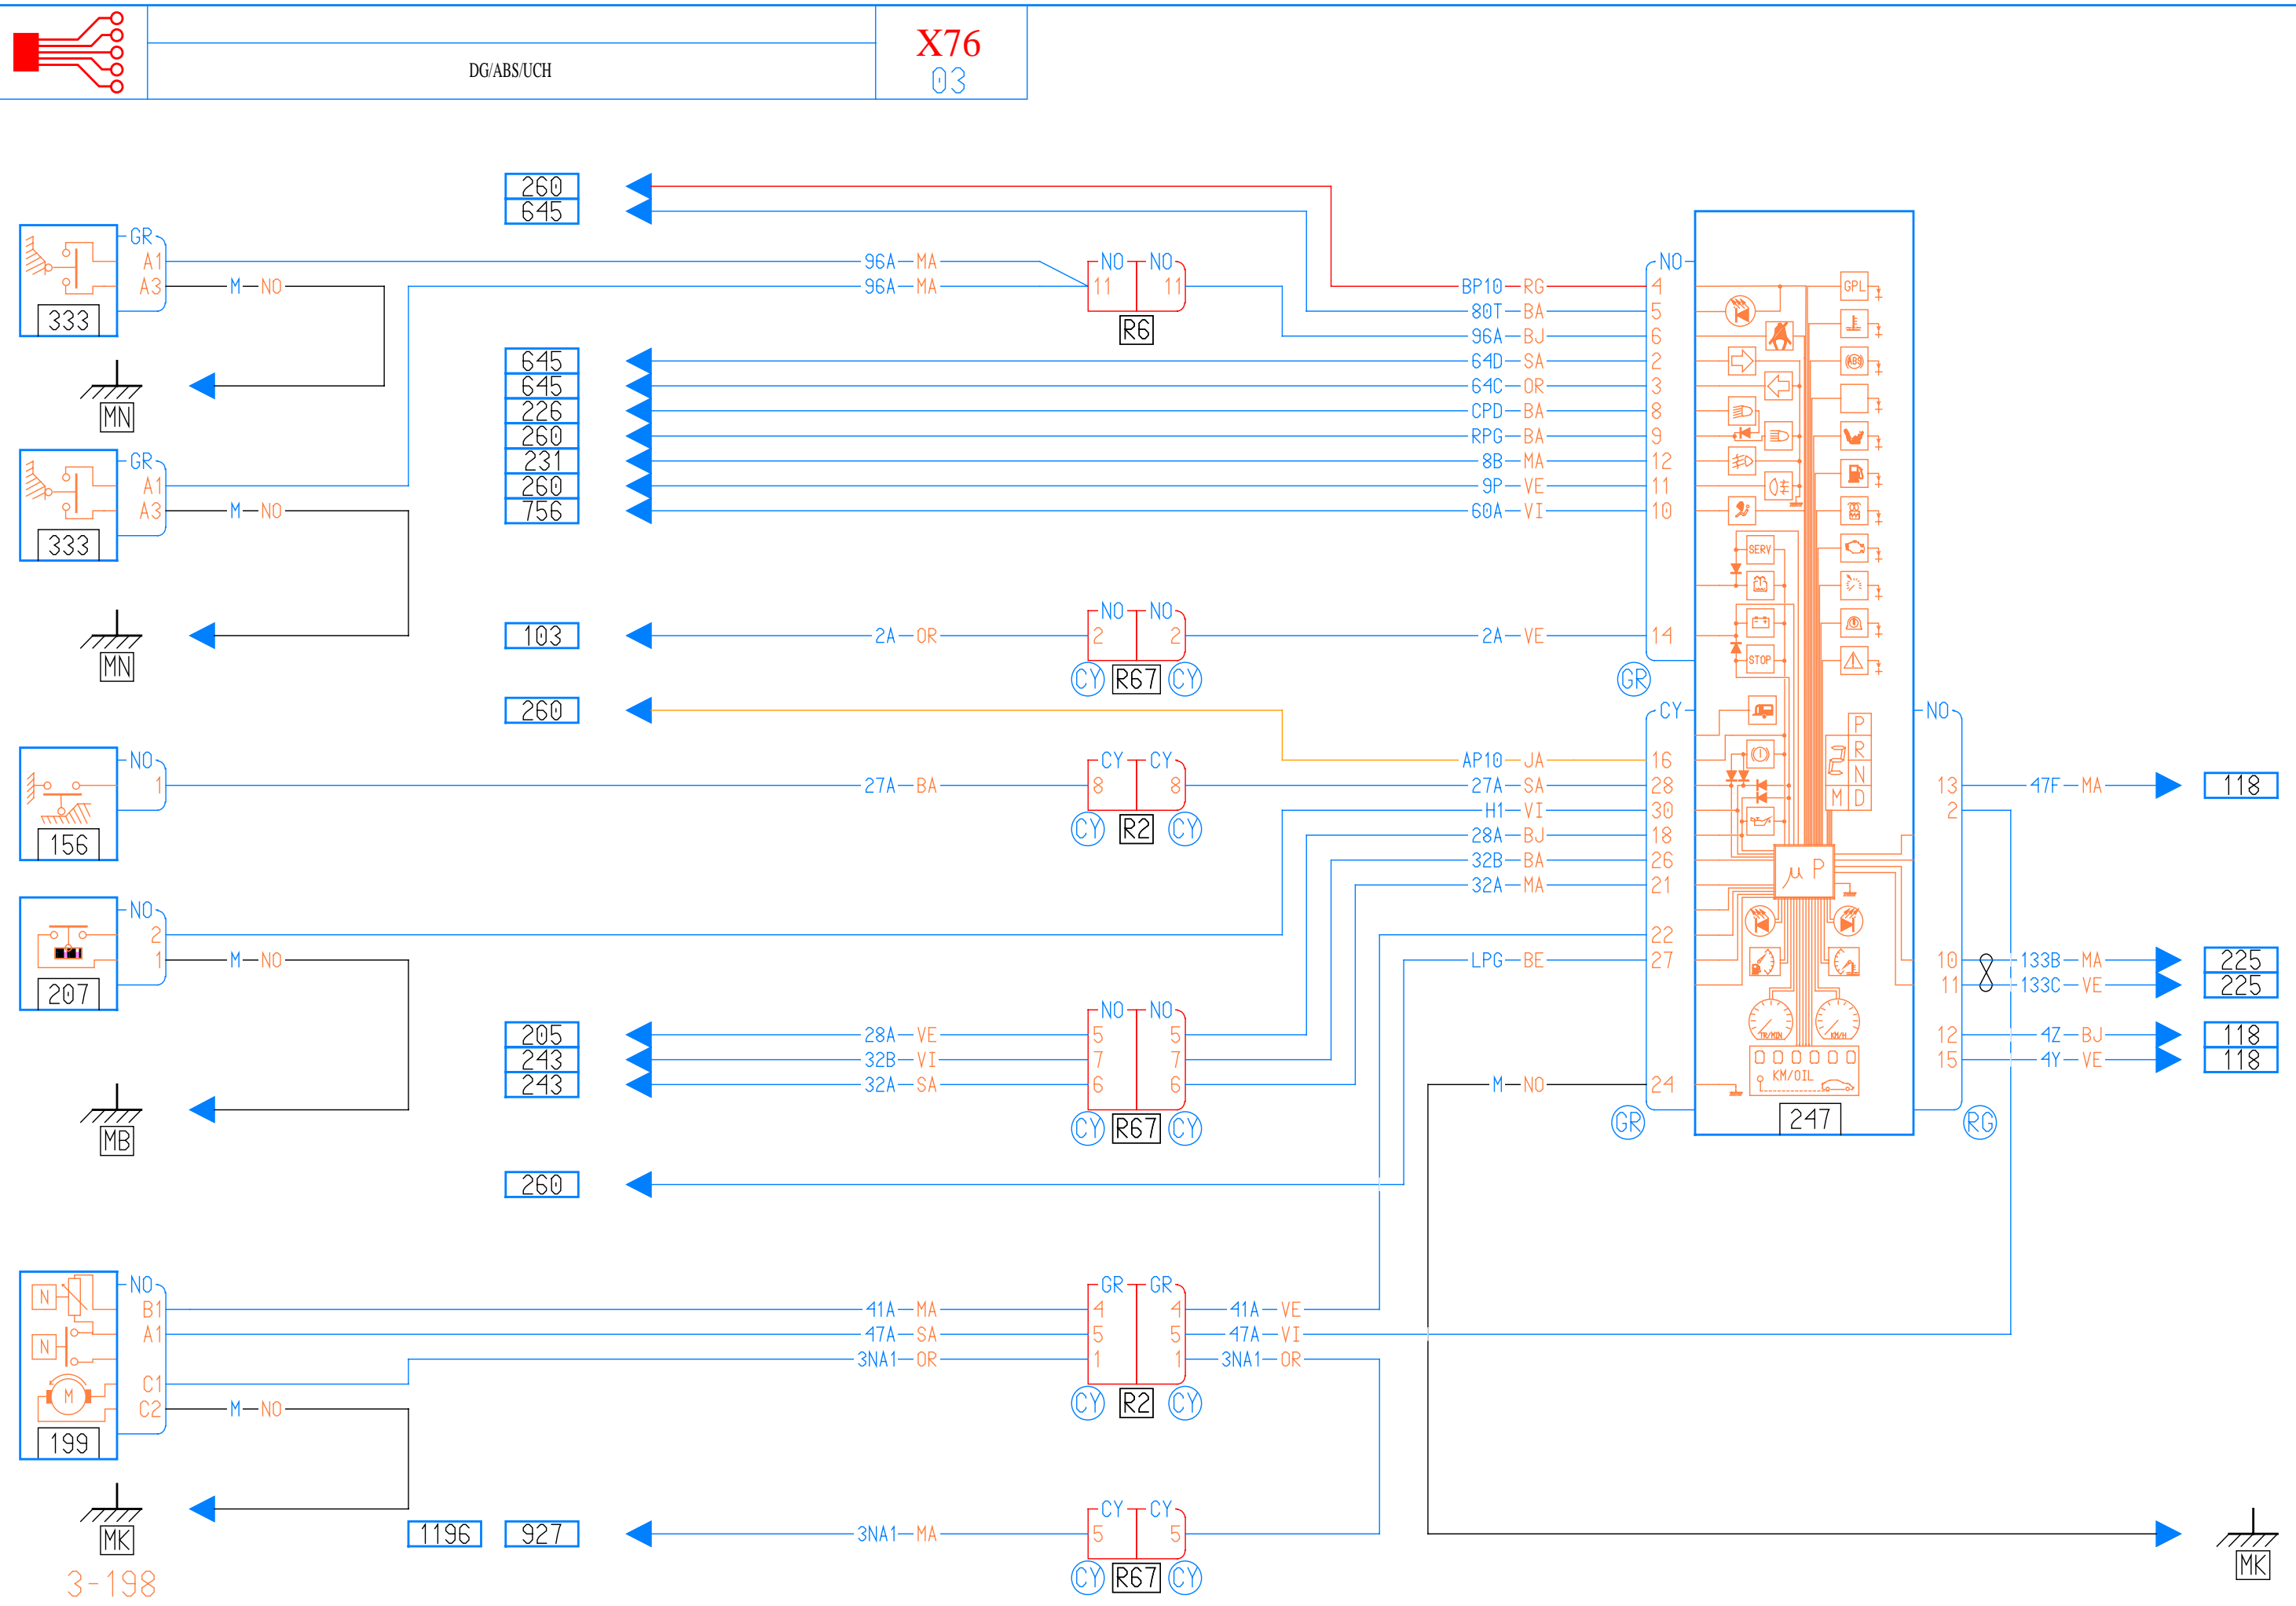 DG/ABS/UCH
X76
03
260
645
GR
A1
A3
333
96A MA
96A MA
M NO
NO NO
11 11
R6
MN
BP10 RG
80T BA
96A BJ
64D SA
64C OR
CPD BA
RPG BA
8B MA
9P VE
60A VI
NO
4
5
6
2
3
8
9
12
11
10
14
GPL
ABS
SERV
STOP
645
645
226
260
231
260
756
GR
A1
A3
333
M NO
MN
103
2A OR
NO NO
2 2
CY R67 CY
2A VE
GR
260
NO
1
156
27A BA
CY CY
8 8
CY R2 CY
AP10 JA
27A SA
H1 VI
28A BJ
32B BA
32A MA
LPG BE
M NO
CY
16
28
30
18
26
21
22
27
24
GR
P
R
N
M D
2
µP
TR/MIN
KM/H
KM/OIL
247
NO
13
2
10
11
12
15
RG
47F MA
118
133B MA
225
133C VE
225
4Z BJ
118
4Y VE
118
NO
2
1
207
M NO
MB
205
243
243
28A VE
32B VI
32A SA
NO NO
5 5
7 7
6 6
CY R67 CY
260
N
N
M
NO
B1
A1
C1
C2
199
M NO
MK
41A MA
47A SA
3NA1 OR
GR GR
4 4
5 5
1 1
CY R2 CY
41A VE
47A VI
3NA1 OR
1196
927
3NA1 MA
CY CY
5 5
CY R67 CY
MK
3-198